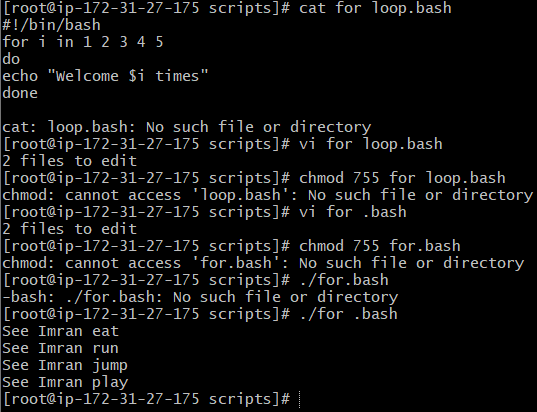 [root@ip-172-31-27-175 scripts]# cat for loop.bash
#!/bin/bash
for i in 1 2 3 4 5
do
echo "Welcome $i times"
done

cat: loop.bash: No such file or directory
[root@ip-172-31-27-175 scripts]# vi for loop.bash
2 files to edit
[root@ip-172-31-27-175 scripts]# chmod 755 for loop.bash
chmod: cannot access 'loop.bash': No such file or directory
[root@ip-172-31-27-175 scripts]# vi for .bash
2 files to edit
[root@ip-172-31-27-175 scripts]# chmod 755 for.bash
chmod: cannot access 'for.bash': No such file or directory
[root@ip-172-31-27-175 scripts]# ./for.bash
-bash: ./for.bash: No such file or directory
[root@ip-172-31-27-175 scripts]# ./for .bash
See Imran eat
See Imran run
See Imran jump
See Imran play
[root@ip-172-31-27-175 scripts]#